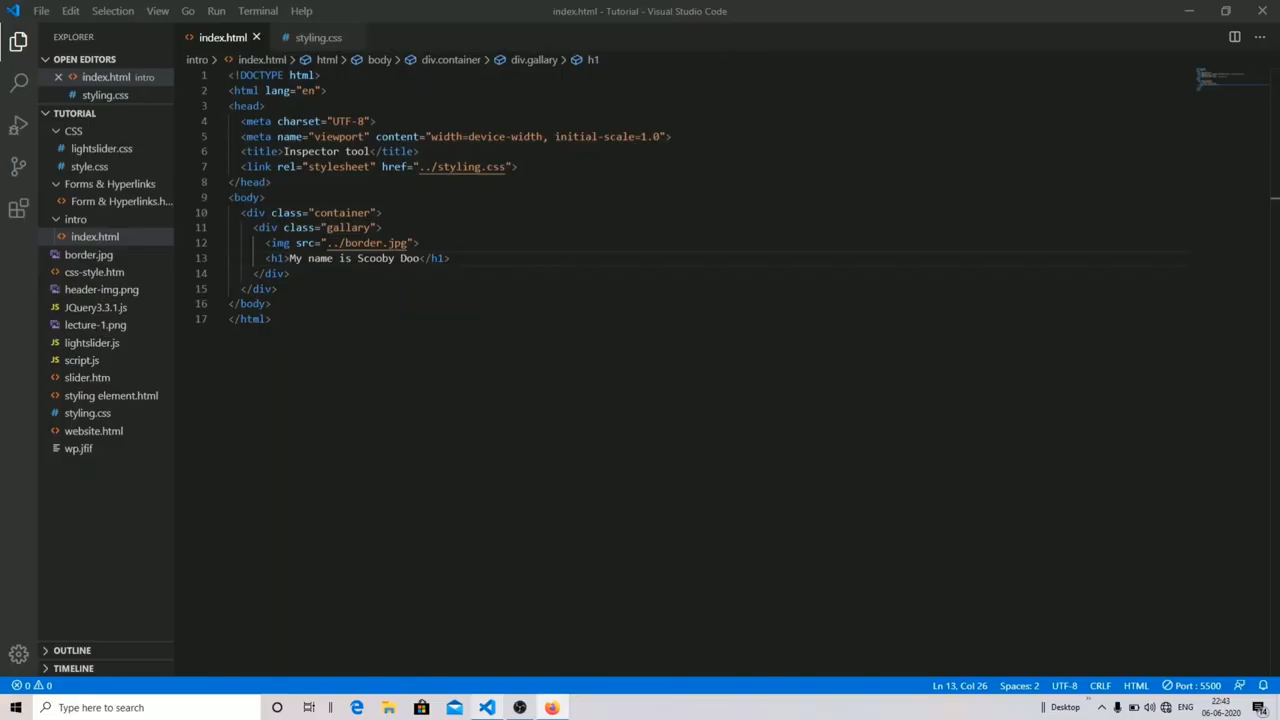 File Edit Selection View Go Run Terminal Help
index.html - Tutorial - Visual Studio Code
EXPLORER
OPEN EDITORS
index.html intro
styling.css
TUTORIAL
CSS
lightslider.css
style.css
Forms & Hyperlinks
Form & Hyperlinks.h...
intro
index.html
border.jpg
css-style.htm
header-img.png
JQuery3.3.1.js
lecture-1.png
lightslider.js
script.js
slider.htm
styling element.html
styling.css
website.html
wp.jfif
OUTLINE
TIMELINE
index.html styling.css
intro > index.html > html > body > div.container > div.gallary > h1
1 <!DOCTYPE html>
2 <html lang="en">
3 <head>
4 <meta charset="UTF-8">
5 <meta name="viewport" content="width=device-width, initial-scale=1.0">
6 <title>Inspector tool</title>
7 <link rel="stylesheet" href="../styling.css">
8 </head>
9 <body>
10 <div class="container">
11 <div class="gallary">
12 <img src="../border.jpg">
13 <h1>My name is Scooby Doo</h1>
14 </div>
15 </div>
16 </body>
17 </html>
0 0
Ln 13, Col 26 Spaces: 2 UTF-8 CRLF HTML Port : 5500
Type here to search
Desktop
ENG
22:43
06-06-2020
14